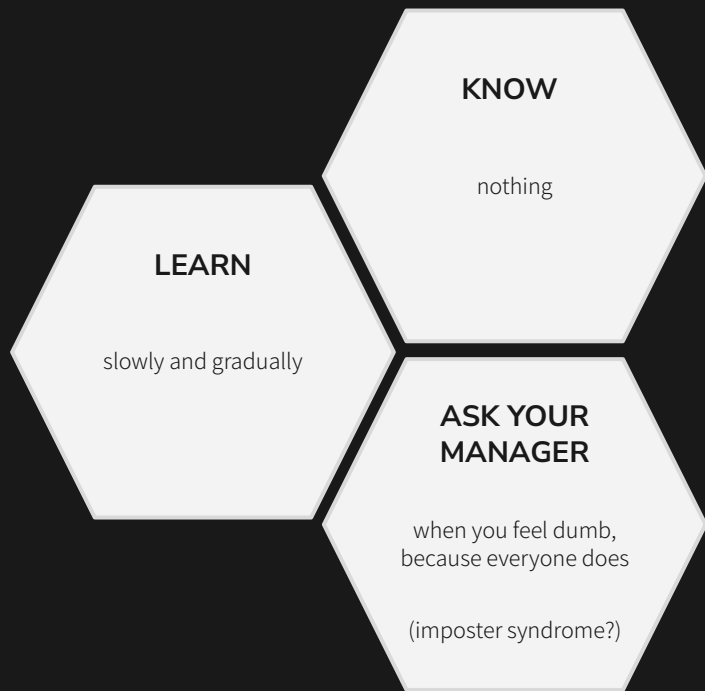 KNOW
nothing
LEARN
slowly and gradually
ASK YOUR
MANAGER
when you feel dumb,
because everyone does
(imposter syndrome?)